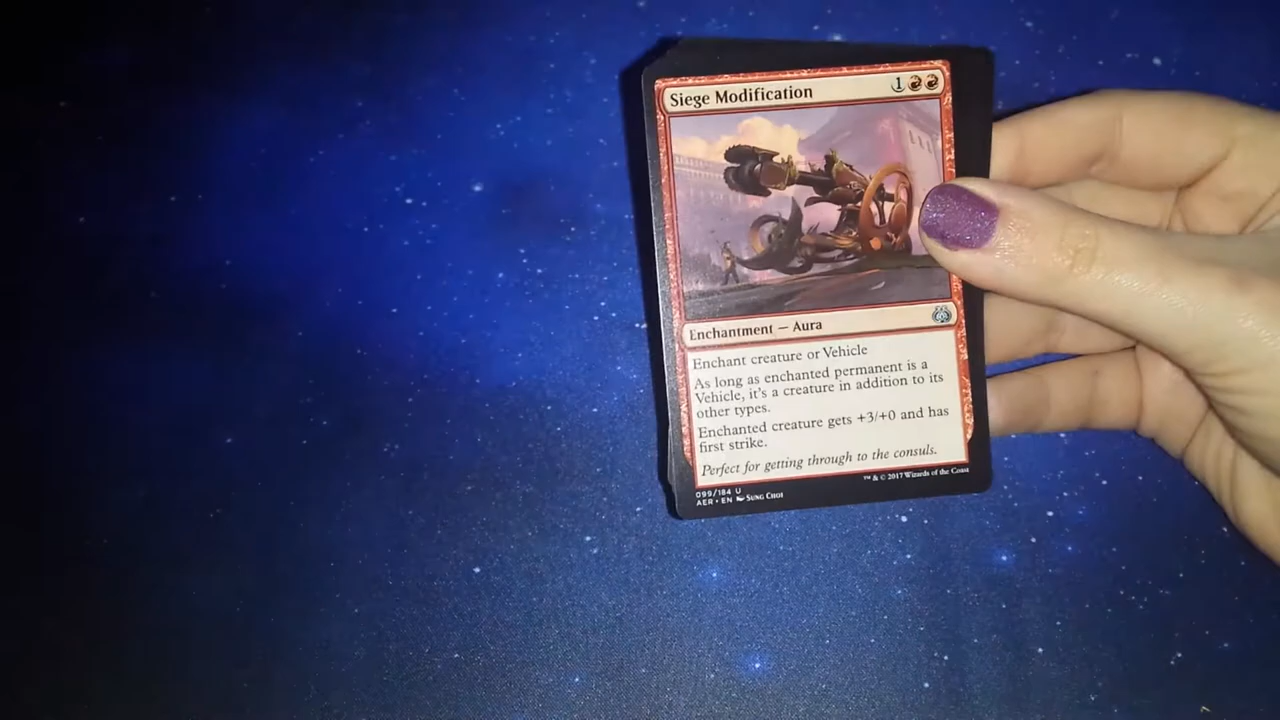 Siege Modification 1
Enchantment — Aura
Enchant creature or Vehicle
As long as enchanted permanent is a
Vehicle, it's a creature in addition to its
other types.
Enchanted creature gets +3/+0 and has
first strike.
Perfect for getting through to the consuls.
099/184 U
AER • EN Sung Choi
™ & © 2017 Wizards of the Coast